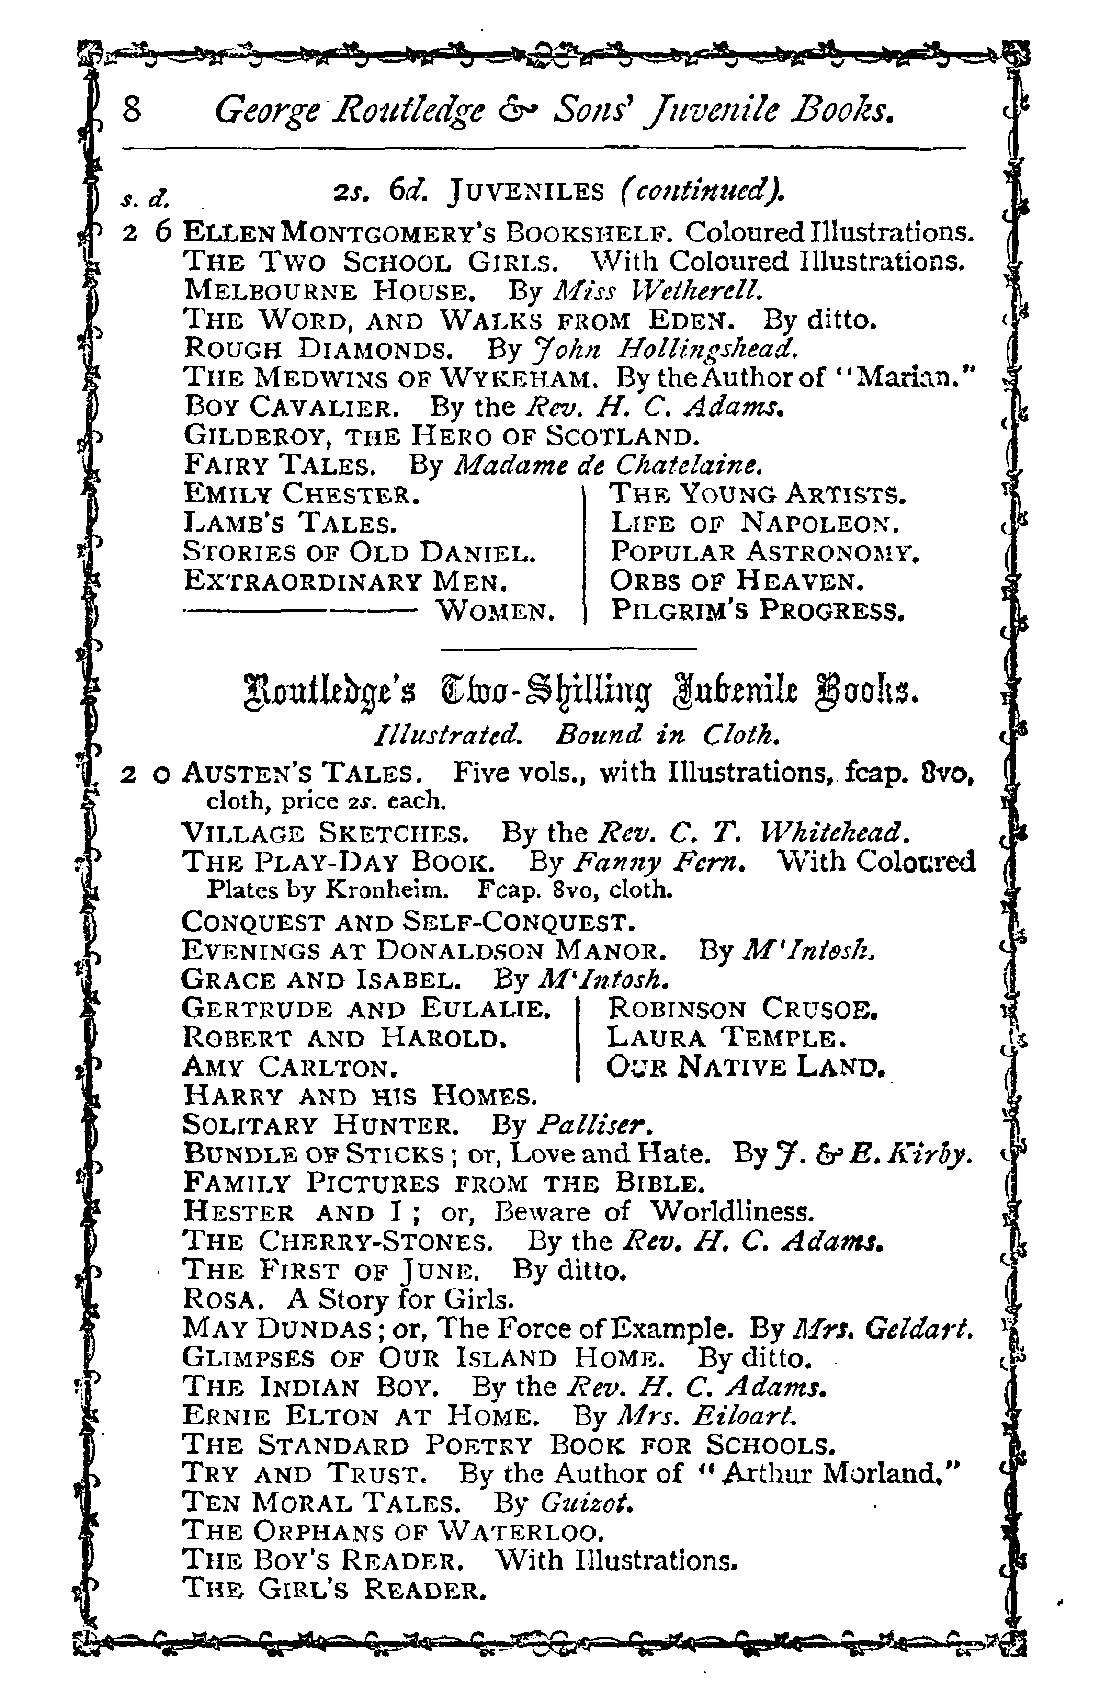 8 George Routledge & Sons' Juvenile Books.
s. d. 2s. 6d. JUVENILES (continued).
2 6 ELLEN MONTGOMERY'S BOOKSHELF. Coloured Illustrations.
THE TWO SCHOOL GIRLS. With Coloured Illustrations.
MELBOURNE HOUSE. By Miss Wetherell.
THE WORD, AND WALKS FROM EDEN. By ditto.
ROUGH DIAMONDS. By John Hollingshead.
THE MEDWINS OF WYKEHAM. By the Author of "Marian."
BOY CAVALIER. By the Rev. H. C. Adams.
GILDEROY, THE HERO OF SCOTLAND.
FAIRY TALES. By Madame de Chatelaine.
EMILY CHESTER.
LAMB'S TALES.
STORIES OF OLD DANIEL.
EXTRAORDINARY MEN.
——— WOMEN.
THE YOUNG ARTISTS.
LIFE OF NAPOLEON.
POPULAR ASTRONOMY.
ORBS OF HEAVEN.
PILGRIM'S PROGRESS.
Routledge's Two-Shilling Juvenile Books.
Illustrated. Bound in Cloth.
2 0 AUSTEN'S TALES. Five vols., with Illustrations, fcap. 8vo,
cloth, price 2s. each.
VILLAGE SKETCHES. By the Rev. C. T. Whitehead.
THE PLAY-DAY BOOK. By Fanny Fern. With Coloured
Plates by Kronheim. Fcap. 8vo, cloth.
CONQUEST AND SELF-CONQUEST.
EVENINGS AT DONALDSON MANOR. By M'Intosh.
GRACE AND ISABEL. By M'Intosh.
GERTRUDE AND EULALIE.
ROBERT AND HAROLD.
AMY CARLTON.
ROBINSON CRUSOE.
LAURA TEMPLE.
OUR NATIVE LAND.
HARRY AND HIS HOMES.
SOLITARY HUNTER. By Palliser.
BUNDLE OF STICKS; or, Love and Hate. By J. & E. Kirby.
FAMILY PICTURES FROM THE BIBLE.
HESTER AND I; or, Beware of Worldliness.
THE CHERRY-STONES. By the Rev. H. C. Adams.
THE FIRST OF JUNE. By ditto.
ROSA. A Story for Girls.
MAY DUNDAS; or, The Force of Example. By Mrs. Geldart.
GLIMPSES OF OUR ISLAND HOME. By ditto.
THE INDIAN BOY. By the Rev. H. C. Adams.
ERNIE ELTON AT HOME. By Mrs. Eiloart.
THE STANDARD POETRY BOOK FOR SCHOOLS.
TRY AND TRUST. By the Author of "Arthur Morland."
TEN MORAL TALES. By Guizot.
THE ORPHANS OF WATERLOO.
THE BOY'S READER. With Illustrations.
THE GIRL'S READER.